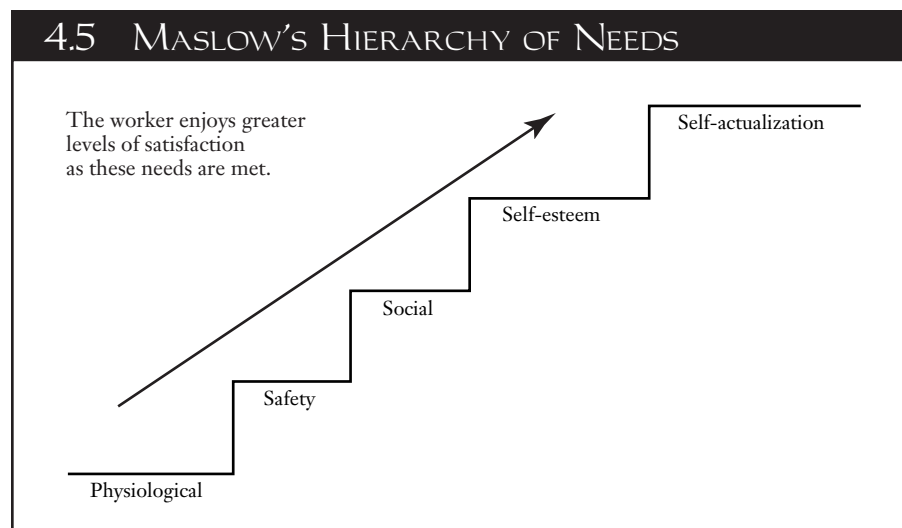 4.5 MASLOW'S HIERARCHY OF NEEDS
The worker enjoys greater
levels of satisfaction
as these needs are met.
Self-actualization
Self-esteem
Social
Safety
Physiological